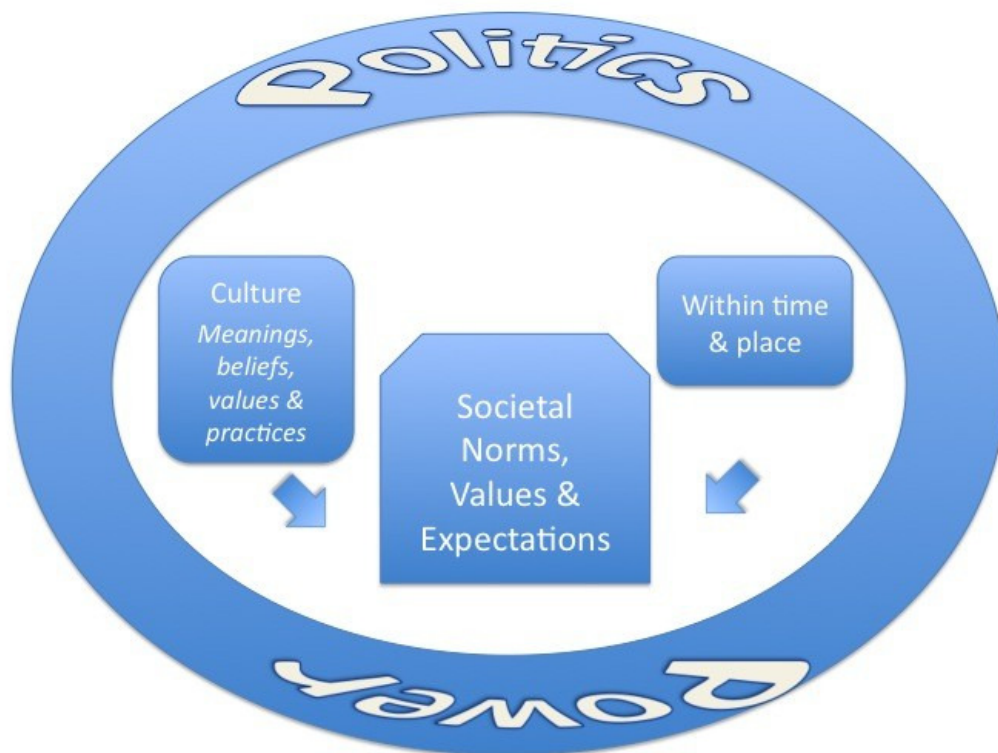 Politics
Culture
Meanings,
beliefs,
values &
practices
Within time
& place
Societal
Norms,
Values &
Expectations
Power